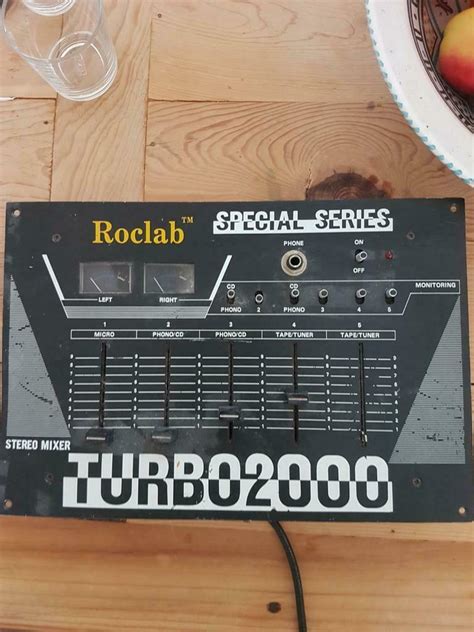 Roclab™
SPECIAL SERIES
PHONE
ON
OFF
LEFT
RIGHT
CD
PHONO
2
CD
PHONO
3
4
5
MONITORING
1 2 3 4 5
MICRO PHONO/CD PHONO/CD TAPE/TUNER TAPE/TUNER
STEREO MIXER
TURBO2000